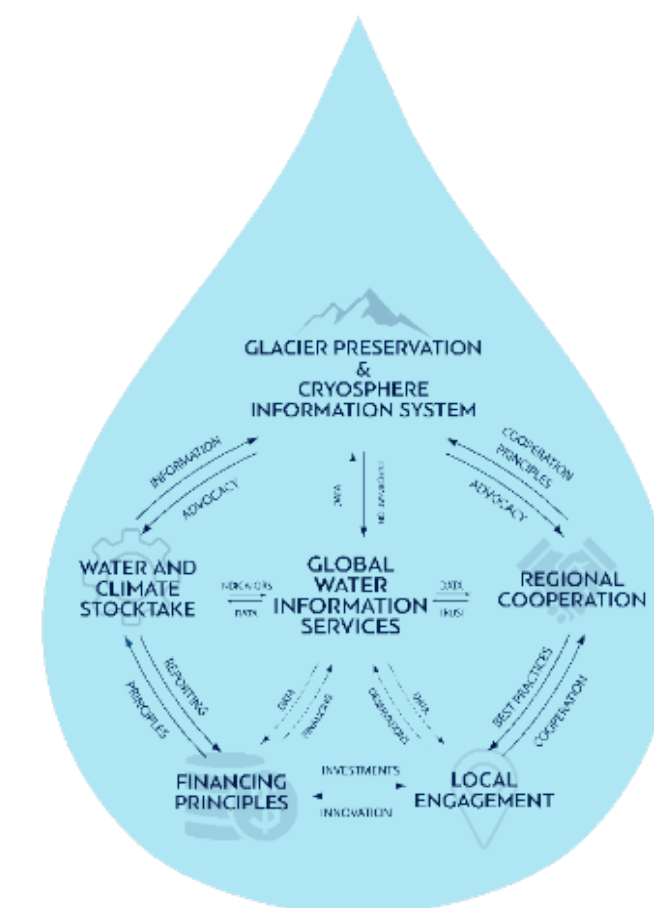 GLACIER PRESERVATION
&
CRYOSPHERE
INFORMATION SYSTEM
INFORMATION
ADVOCACY
DATA
INFORMATION
COOPERATION
PRINCIPLES
ADVOCACY
WATER AND
CLIMATE
STOCKTAKE
INDICATORS
DATA
GLOBAL
WATER
INFORMATION
SERVICES
DATA
TRUST
REGIONAL
COOPERATION
PRINCIPLES
REPORTING
DATA
FINANCING
OBSERVATIONS
DATA
BEST PRACTICES
COOPERATION
FINANCING
PRINCIPLES
INVESTMENTS
INNOVATION
LOCAL
ENGAGEMENT